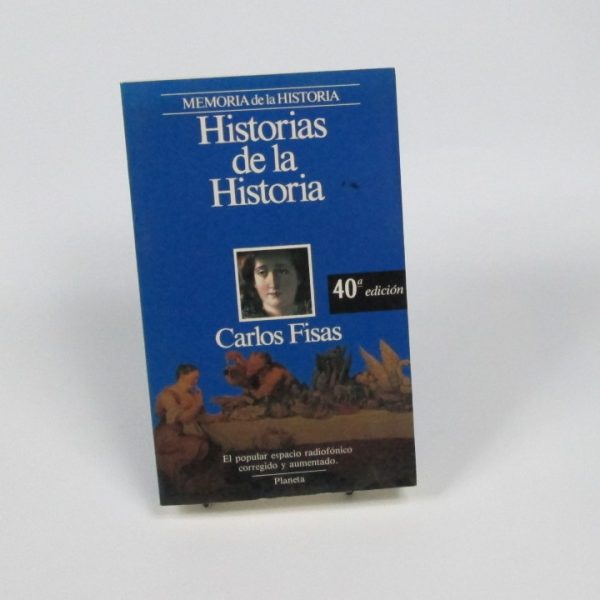 MEMORIA de la HISTORIA
Historias
de la
Historia
40ª edición
Carlos Fisas
El popular espacio radiofónico
corregido y aumentado.
Planeta